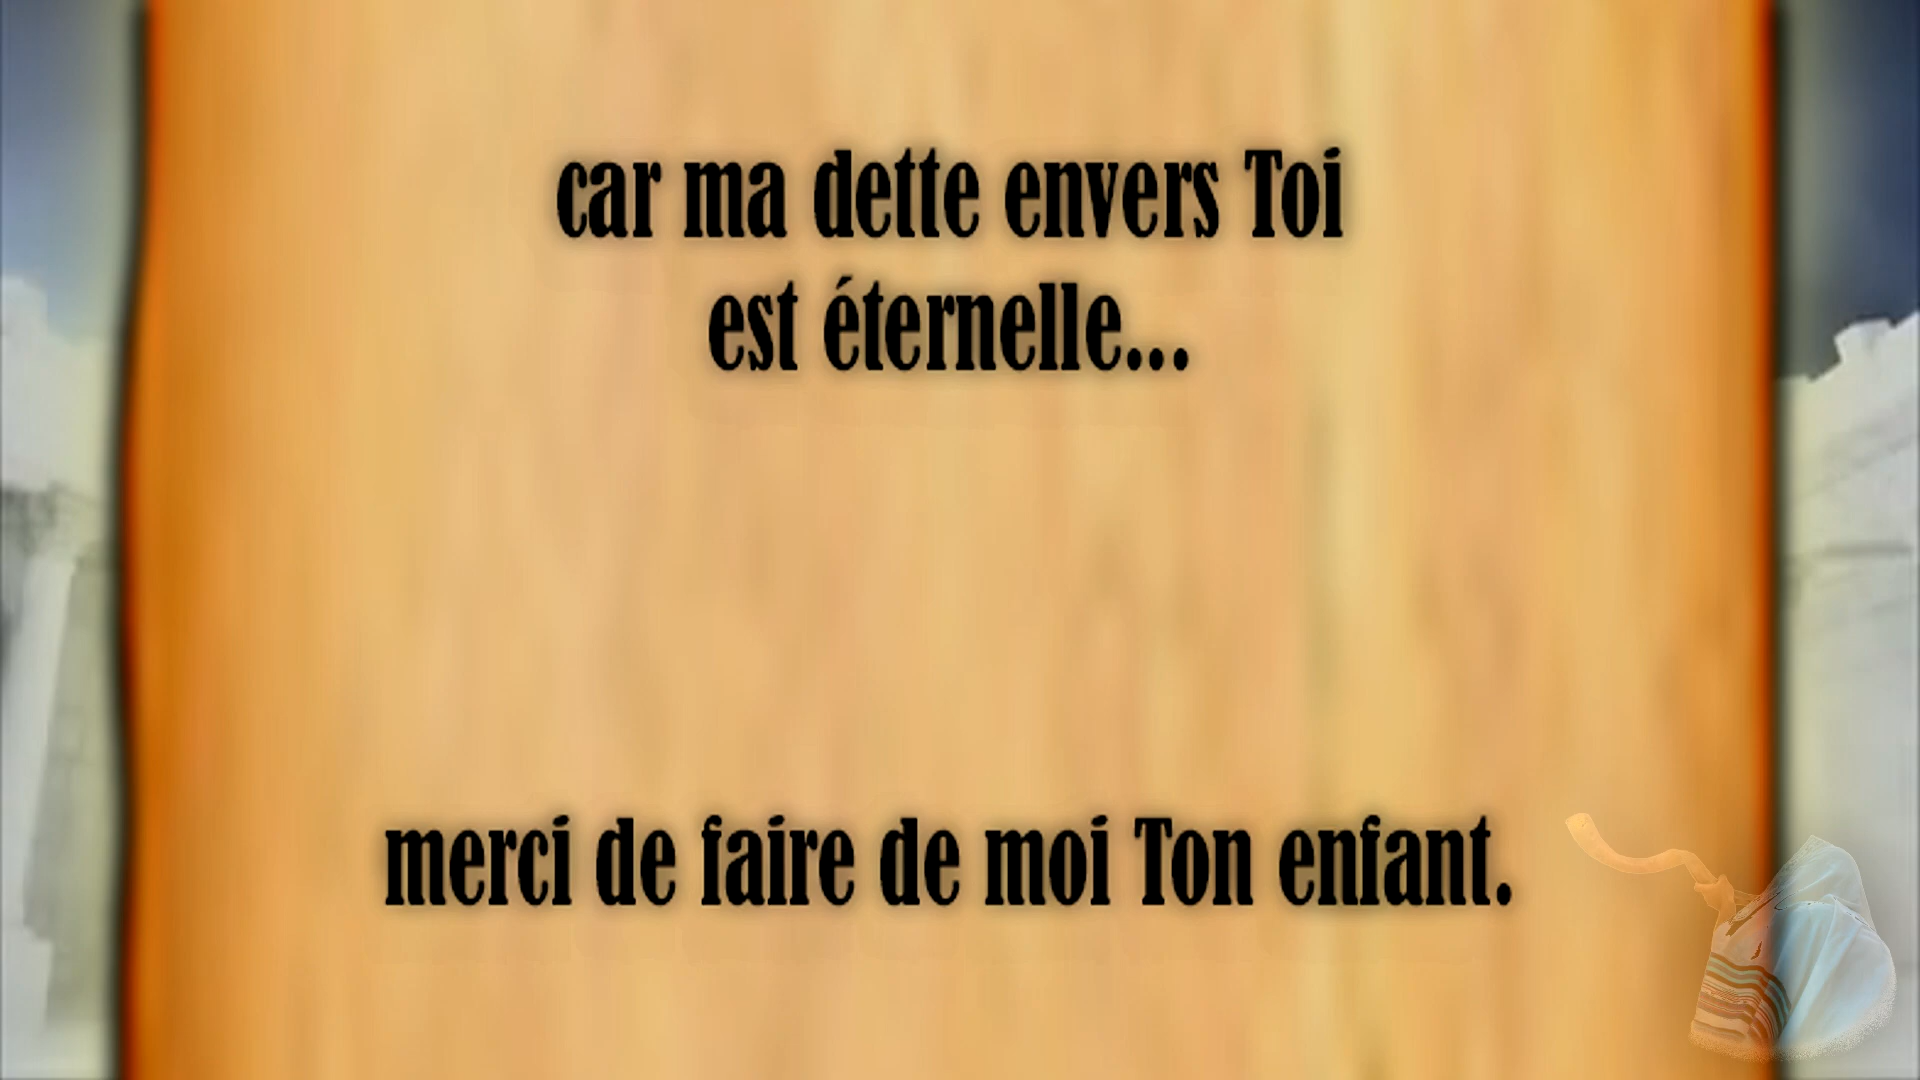 car ma dette envers Toi
est éternelle...
merci de faire de moi Ton enfant.